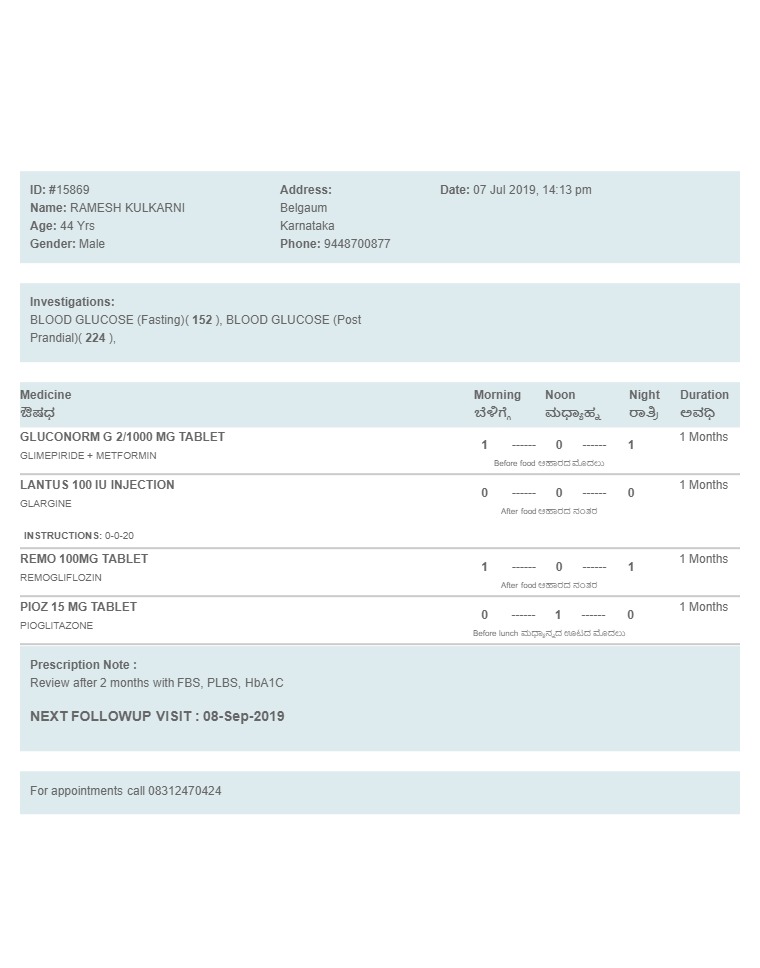 ID: #15869
Name: RAMESH KULKARNI
Age: 44 Yrs
Gender: Male
Address:
Belgaum
Karnataka
Phone: 9448700877
Date: 07 Jul 2019, 14:13 pm
Investigations:
BLOOD GLUCOSE (Fasting)( 152 ), BLOOD GLUCOSE (Post
Prandial)( 224 ),
Medicine Morning Noon Night Duration
ಔಷಧ ಬೆಳಿಗ್ಗೆ ಮಧ್ಯಾಹ್ನ ರಾತ್ರಿ ಅವಧಿ
GLUCONORM G 2/1000 MG TABLET 1 ------ 0 ------ 1 1 Months
GLIMEPIRIDE + METFORMIN Before food ಆಹಾರದ ಮೊದಲು
LANTUS 100 IU INJECTION 0 ------ 0 ------ 0 1 Months
GLARGINE After food ಆಹಾರದ ನಂತರ
INSTRUCTIONS: 0-0-20
REMO 100MG TABLET 1 ------ 0 ------ 1 1 Months
REMOGLIFLOZIN After food ಆಹಾರದ ನಂತರ
PIOZ 15 MG TABLET 0 ------ 1 ------ 0 1 Months
PIOGLITAZONE Before lunch ಮಧ್ಯಾನ್ನದ ಊಟದ ಮೊದಲು
Prescription Note :
Review after 2 months with FBS, PLBS, HbA1C
NEXT FOLLOWUP VISIT : 08-Sep-2019
For appointments call 08312470424